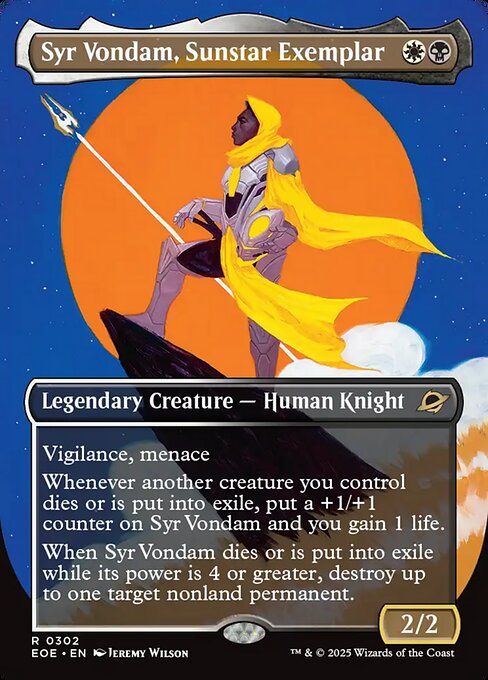 Syr Vondam, Sunstar Exemplar
Legendary Creature — Human Knight
Vigilance, menace
Whenever another creature you control
dies or is put into exile, put a +1/+1
counter on Syr Vondam and you gain 1 life.
When Syr Vondam dies or is put into exile
while its power is 4 or greater, destroy up
to one target nonland permanent.
2/2
R 0302
EOE • EN Jeremy Wilson
™ & © 2025 Wizards of the Coast